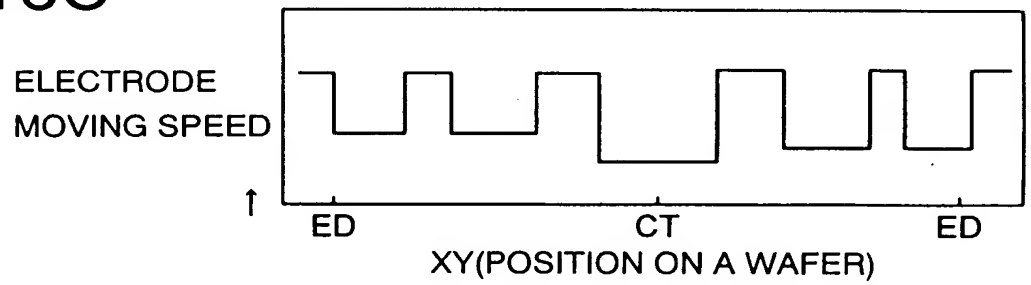 ELECTRODE
MOVING SPEED
↑
ED CT ED
XY(POSITION ON A WAFER)